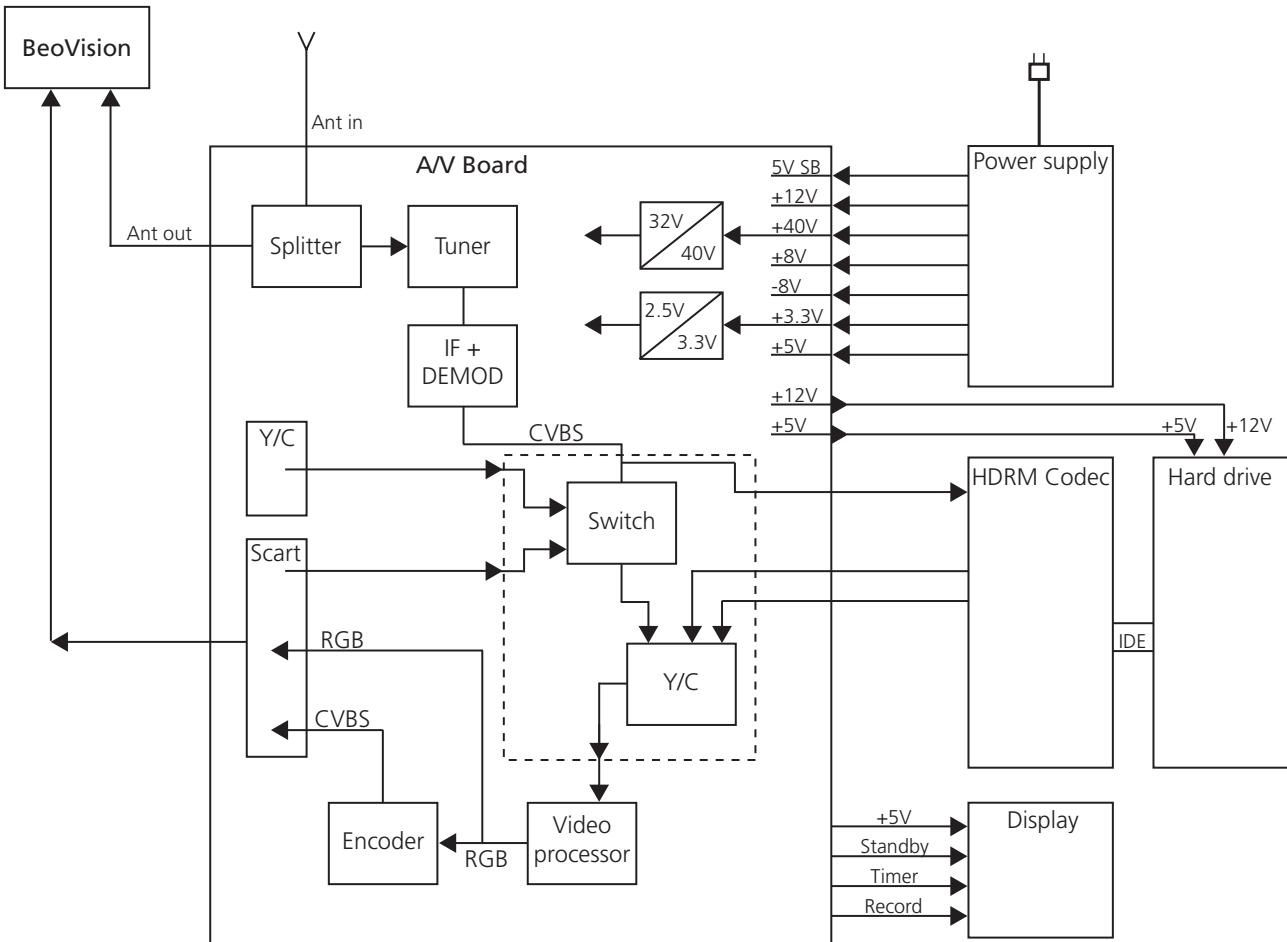 BeoVision
Ant in
A/V Board
Power supply
5V SB
+12V
+40V
+8V
-8V
+3.3V
+5V
32V
40V
2.5V
3.3V
Ant out
Splitter
Tuner
IF +
DEMOD
+12V
+5V
+5V
+12V
Y/C
CVBS
Switch
HDRM Codec
Hard drive
Scart
RGB
Y/C
IDE
CVBS
Encoder
RGB
Video
processor
+5V
Standby
Timer
Record
Display